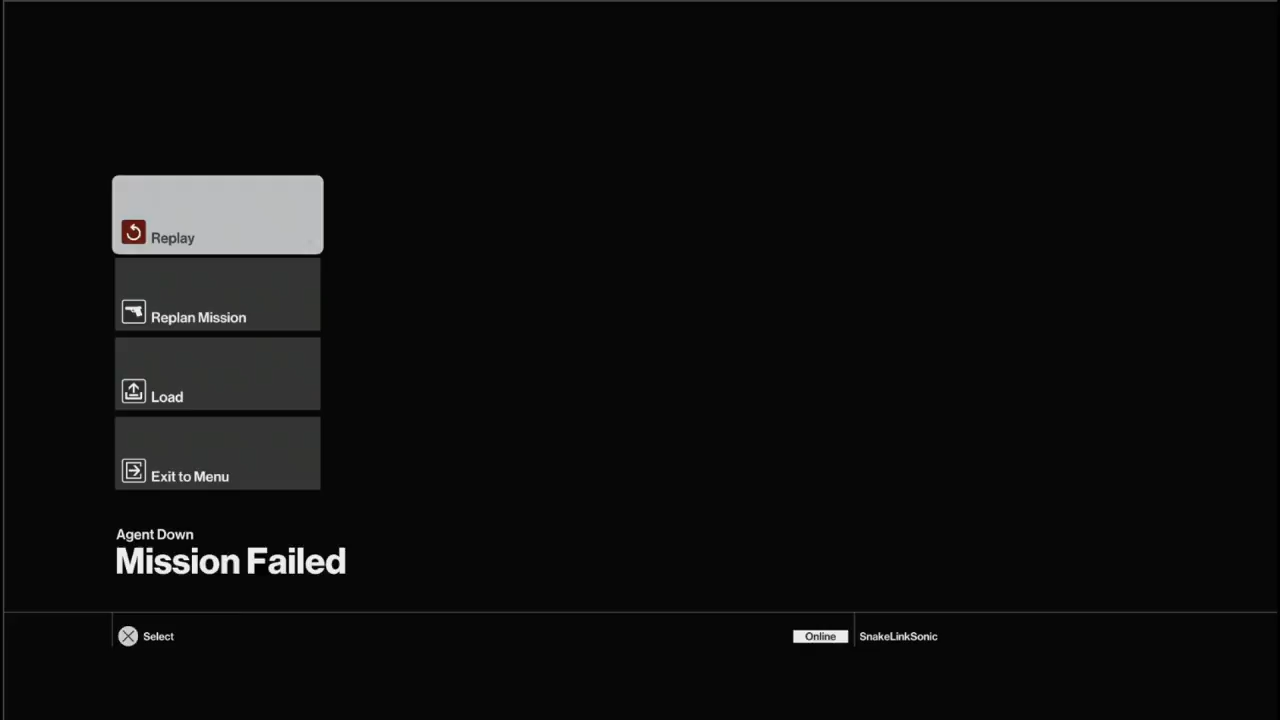 Replay
Replan Mission
Load
Exit to Menu
Agent Down
Mission Failed
Select
Online
SnakeLinkSonic